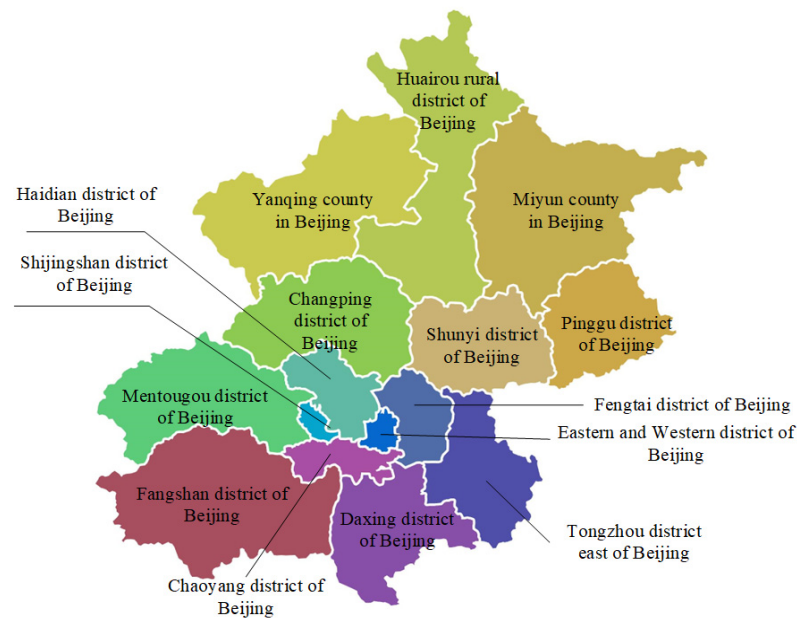 Huairou rural
district of
Beijing
Haidian district of
Beijing
Yanqing county
in Beijing
Miyun county
in Beijing
Shijingshan district
of Beijing
Changping
district of
Beijing
Shunyi district
of Beijing
Pinggu district
of Beijing
Mentougou district
of Beijing
Fengtai district of Beijing
Eastern and Western district of
Beijing
Fangshan district of
Beijing
Daxing district
of Beijing
Tongzhou district
east of Beijing
Chaoyang district of
Beijing